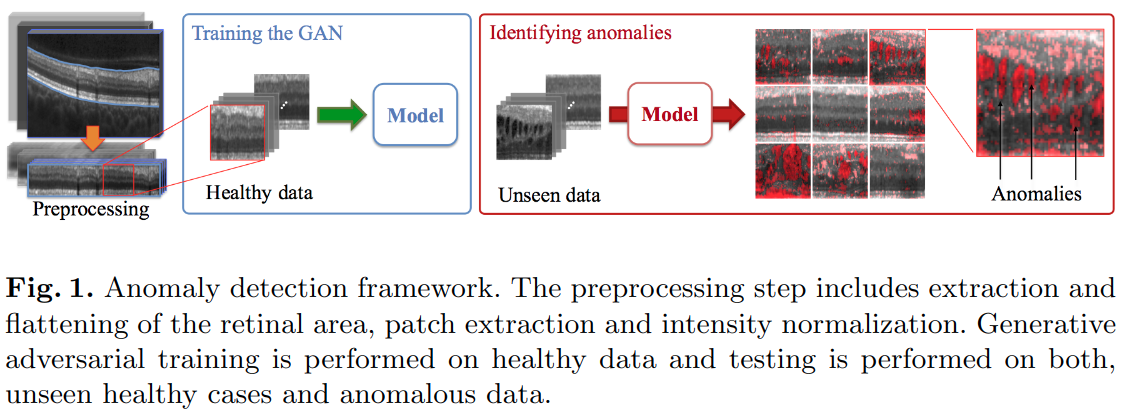 Training the GAN
Identifying anomalies
Model
Model
Healthy data
Unseen data
Anomalies
Preprocessing
Fig. 1. Anomaly detection framework. The preprocessing step includes extraction and
flattening of the retinal area, patch extraction and intensity normalization. Generative
adversarial training is performed on healthy data and testing is performed on both,
unseen healthy cases and anomalous data.